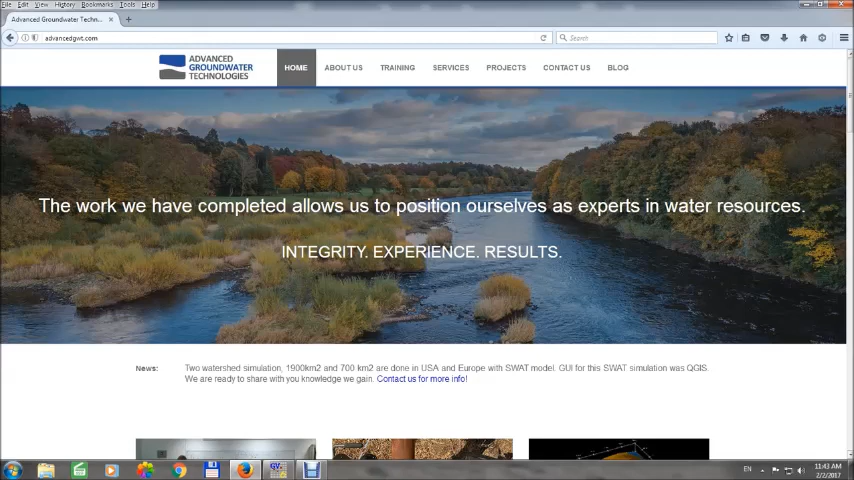 File Edit View History Bookmarks Tools Help
Advanced Groundwater Techn...
advancedgwt.com
Search
ADVANCED
GROUNDWATER
TECHNOLOGIES
HOME ABOUT US TRAINING SERVICES PROJECTS CONTACT US BLOG
The work we have completed allows us to position ourselves as experts in water resources.
INTEGRITY. EXPERIENCE. RESULTS.
News: Two watershed simulation, 1900km2 and 700 km2 are done in USA and Europe with SWAT model. GUI for this SWAT simulation was QGIS.
We are ready to share with you knowledge we gain. Contact us for more info!
GV
EN
11:43 AM
2/2/2017